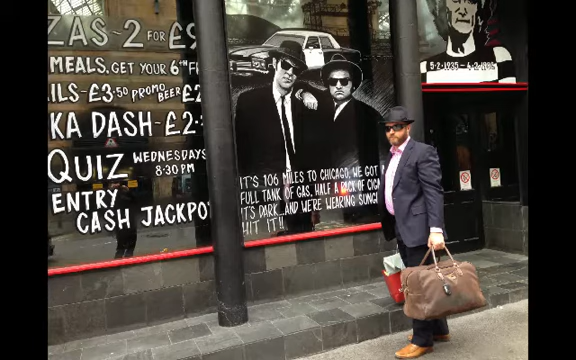 ZAS-2 FOR £9
MEALS, GET YOUR 6TH FR
ILS-£3.50 PROMO BEER £2
KA DASH-£2.
QUIZ WEDNESDAYS
8:30 PM
ENTRY
CASH JACKPO
IT'S 106 MILES TO CHICAGO, WE GOT
FULL TANK OF GAS, HALF A PACK OF CIG
IT'S DARK...AND WE'RE WEARING SUNG
HIT IT!!